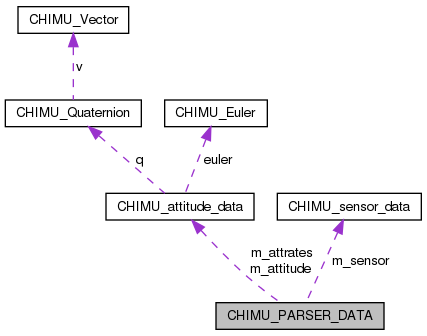 CHIMU_Vector
v
CHIMU_Quaternion
CHIMU_Euler
q
euler
CHIMU_attitude_data
CHIMU_sensor_data
m_attrates
m_attitude
m_sensor
CHIMU_PARSER_DATA